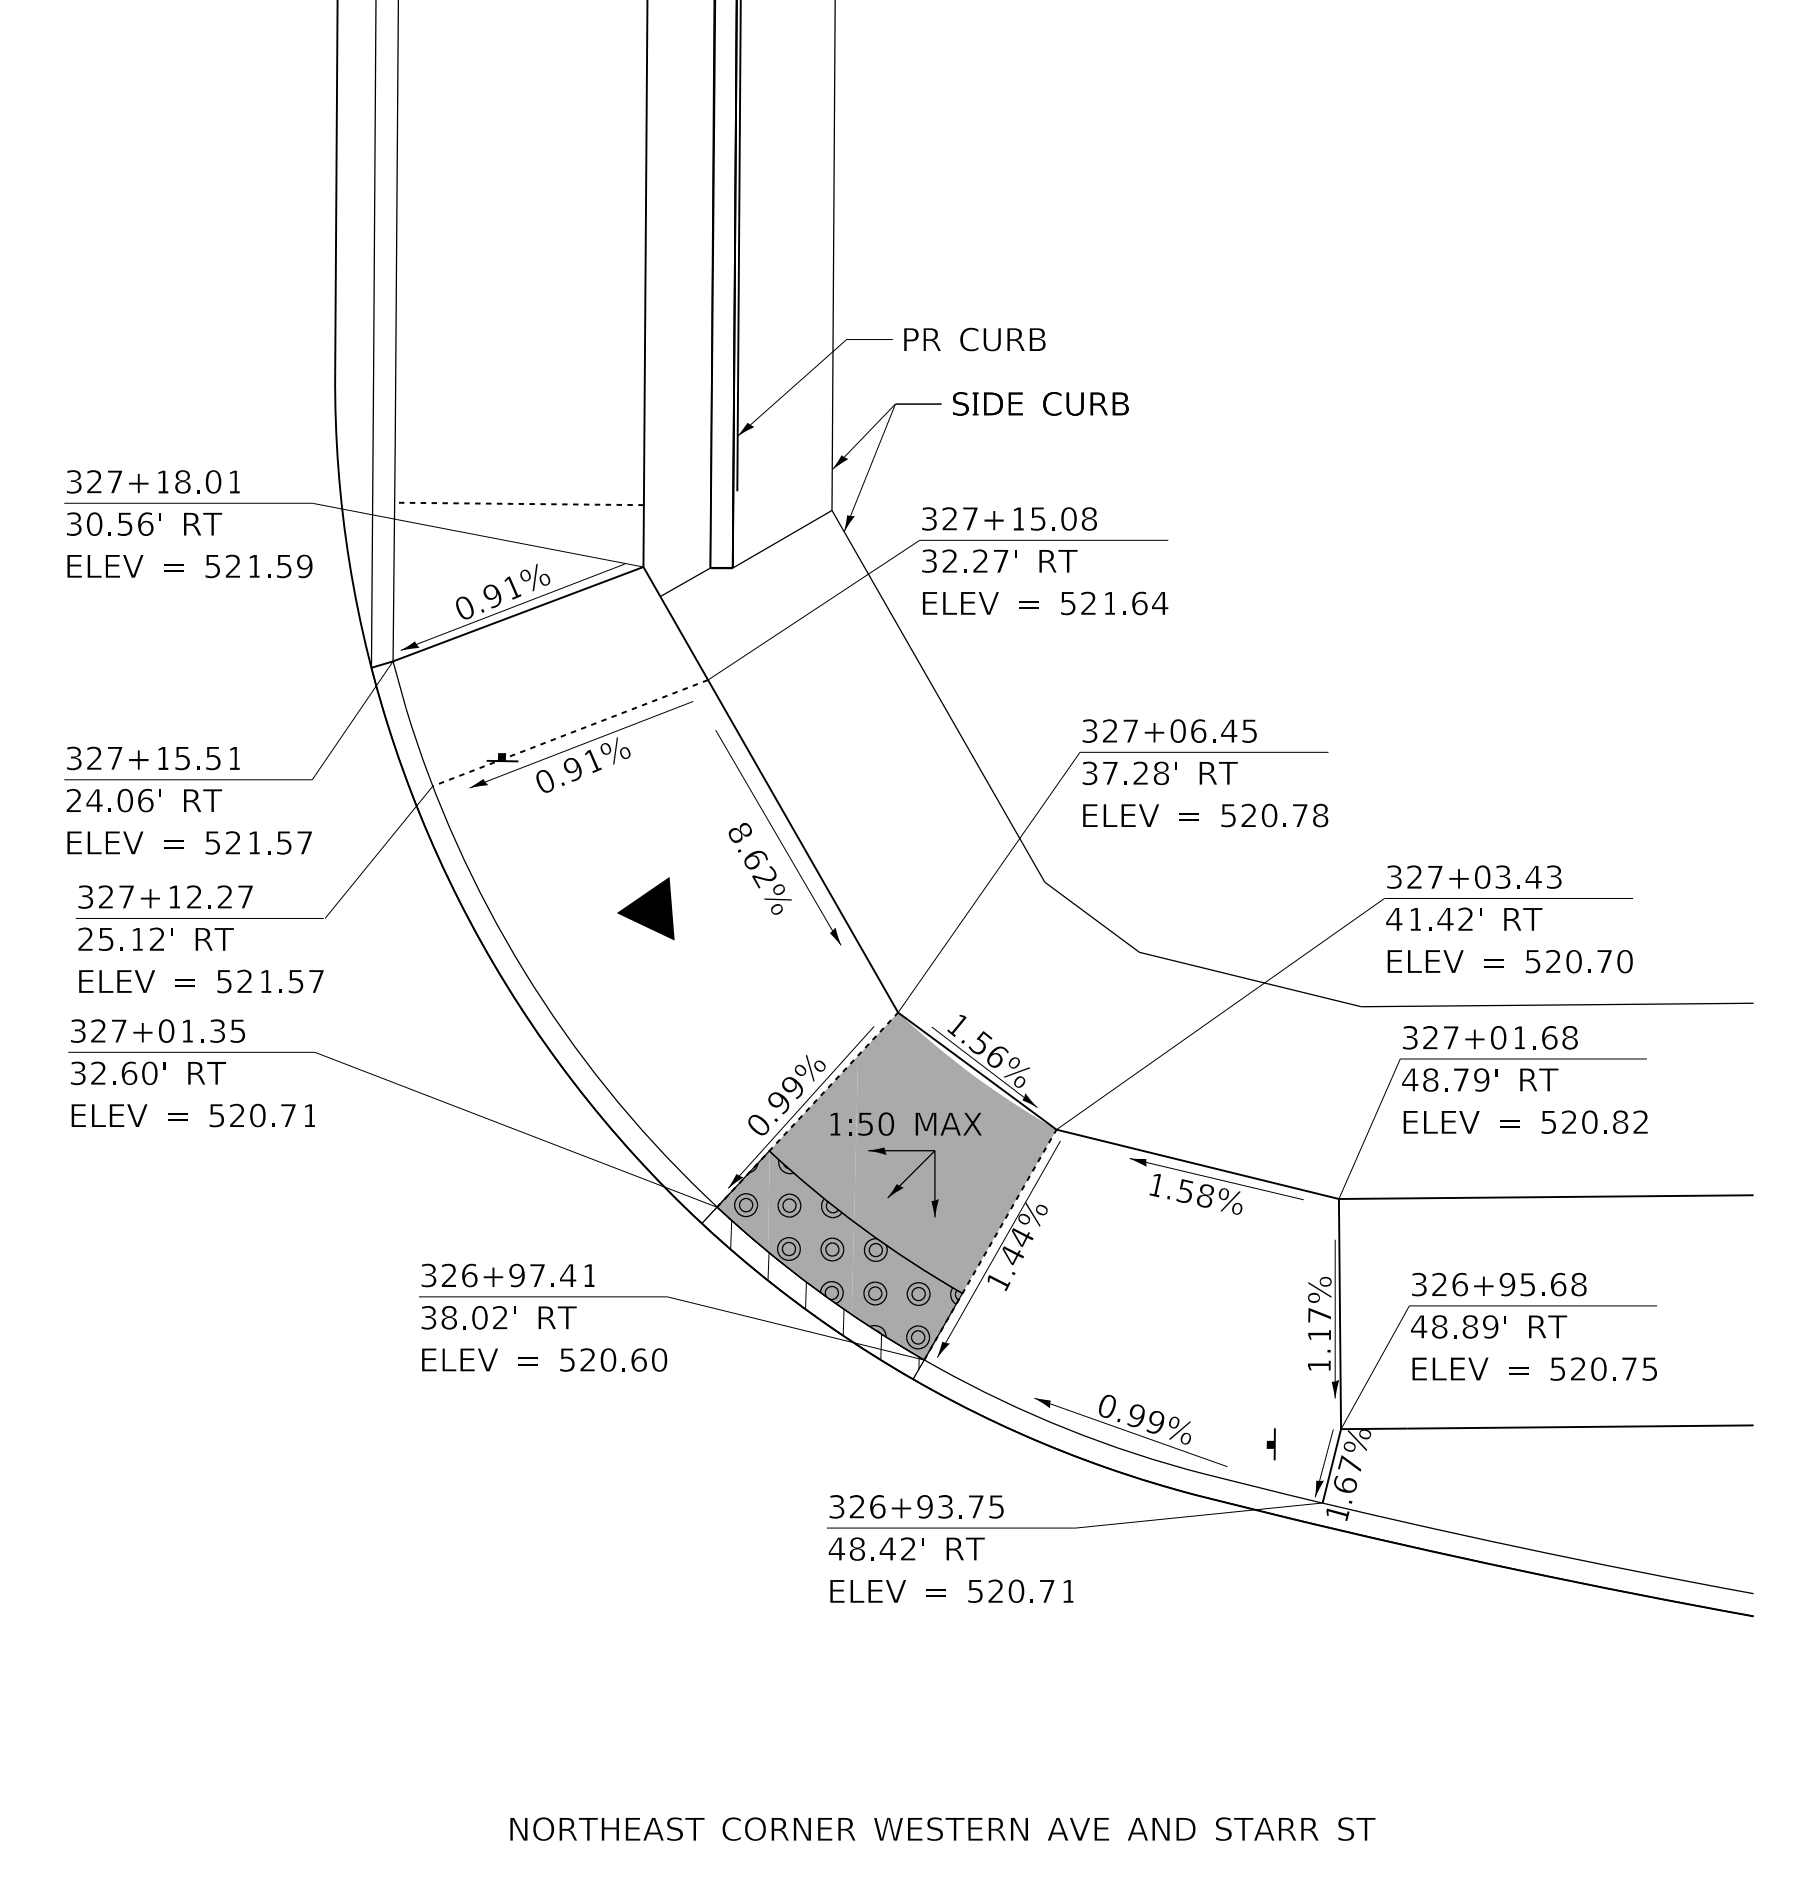 PR CURB
SIDE CURB
327+18.01
30.56' RT
ELEV = 521.59
327+15.08
32.27' RT
ELEV = 521.64
0.91%
327+15.51
24.06' RT
ELEV = 521.57
0.91%
327+06.45
37.28' RT
ELEV = 520.78
8.62%
327+12.27
25.12' RT
ELEV = 521.57
327+03.43
41.42' RT
ELEV = 520.70
327+01.35
32.60' RT
ELEV = 520.71
1.56%
0.99%
327+01.68
48.79' RT
ELEV = 520.82
1:50 MAX
1.58%
1.44%
326+97.41
38.02' RT
ELEV = 520.60
1.17%
326+95.68
48.89' RT
ELEV = 520.75
0.99%
1.67%
326+93.75
48.42' RT
ELEV = 520.71
NORTHEAST CORNER WESTERN AVE AND STARR ST